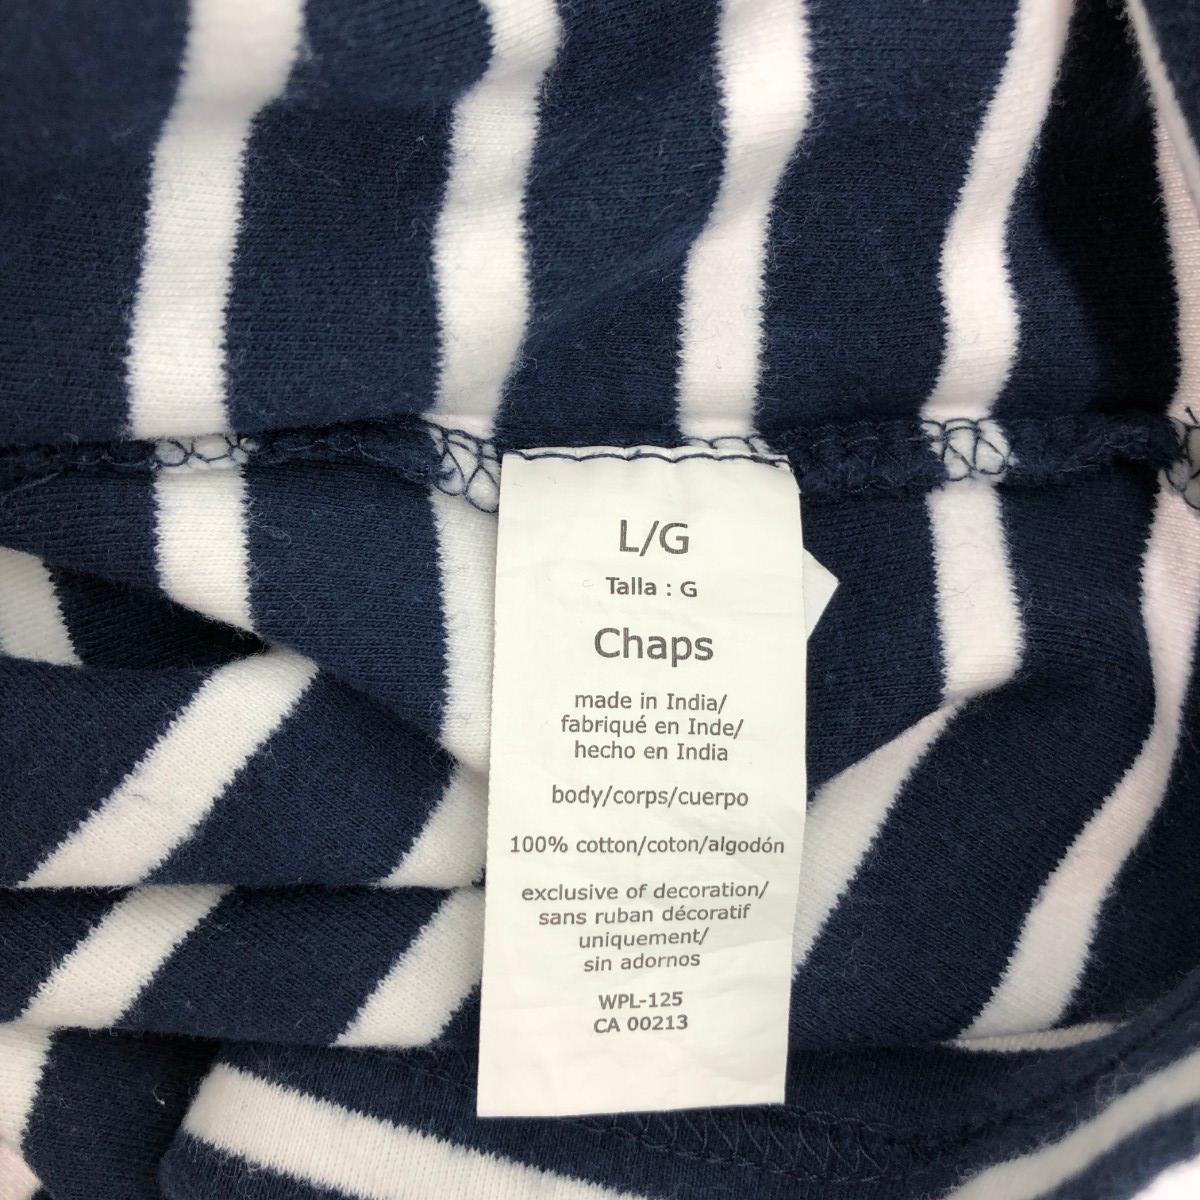 L/G
Talla : G
Chaps
made in India/
fabriqué en Inde/
hecho en India
body/corps/cuerpo
100% cotton/coton/algodón
exclusive of decoration/
sans ruban décoratif
uniquement/
sin adornos
WPL-125
CA 00213